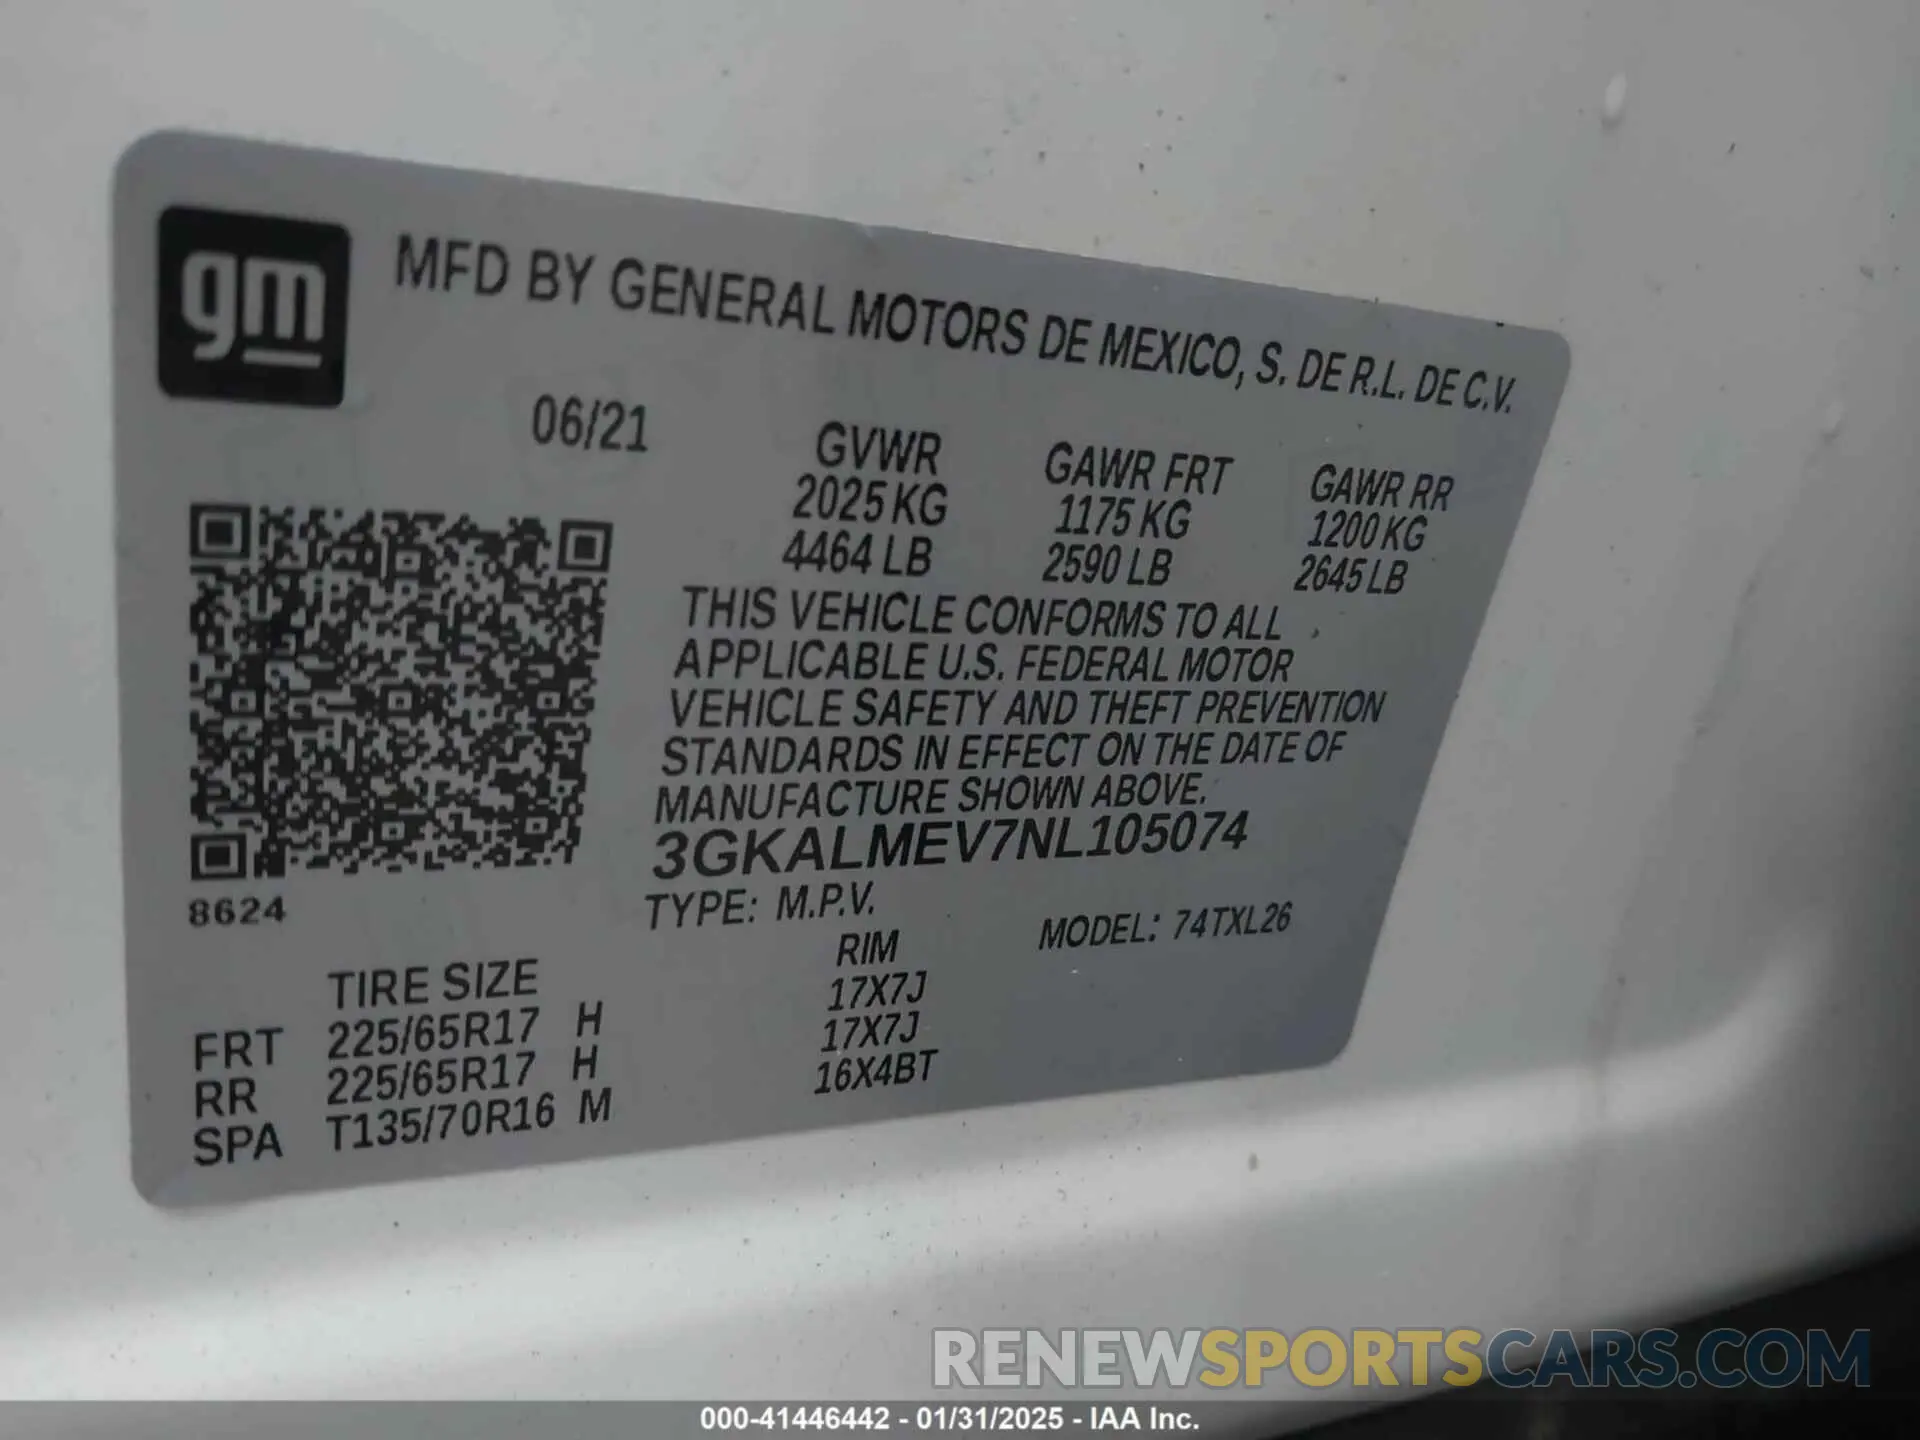 gm
MFD BY GENERAL MOTORS DE MEXICO, S. DE R.L. DE C.V.
06/21
GVWR GAWR FRT GAWR RR
2025 KG 1175 KG 1200 KG
4464 LB 2590 LB 2645 LB
THIS VEHICLE CONFORMS TO ALL
APPLICABLE U.S. FEDERAL MOTOR
VEHICLE SAFETY AND THEFT PREVENTION
STANDARDS IN EFFECT ON THE DATE OF
MANUFACTURE SHOWN ABOVE.
3GKALMEV7NL105074
8624
TYPE: M.P.V. MODEL: 74TXL26
TIRE SIZE RIM
FRT 225/65R17 H 17X7J
RR 225/65R17 H 17X7J
SPA T135/70R16 M 16X4BT
RENEWSPORTSCARS.COM
000-41446442 - 01/31/2025 - IAA Inc.